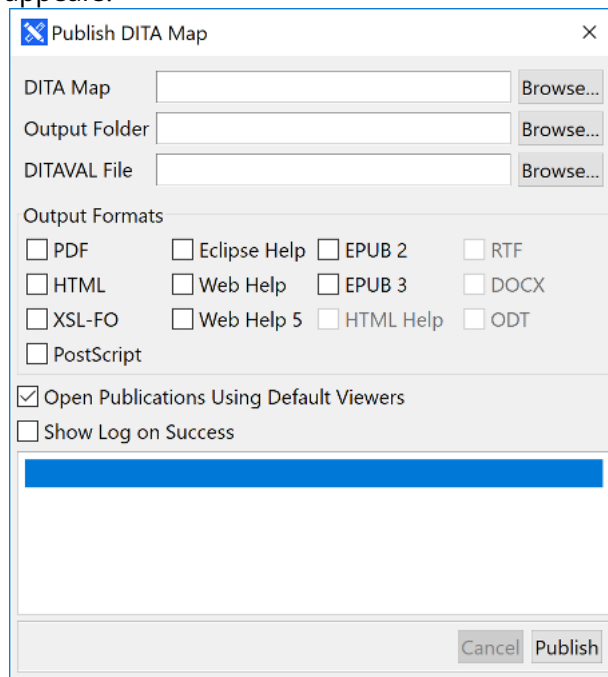 appears:
Publish DITA Map
DITA Map Browse...
Output Folder Browse...
DITAVAL File Browse...
Output Formats
PDF Eclipse Help EPUB 2 RTF
HTML Web Help EPUB 3 DOCX
XSL-FO Web Help 5 HTML Help ODT
PostScript
Open Publications Using Default Viewers
Show Log on Success
Cancel Publish